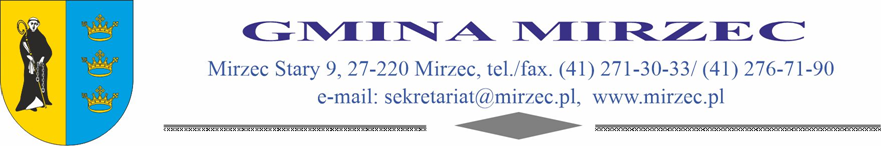 GMINA MIRZEC
Mirzec Stary 9, 27-220 Mirzec, tel./fax. (41) 271-30-33/ (41) 276-71-90
e-mail: sekretariat@mirzec.pl, www.mirzec.pl